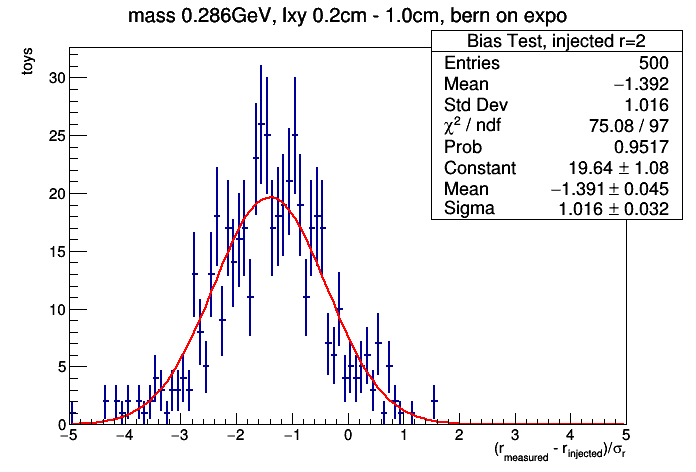 mass 0.286GeV, lxy 0.2cm - 1.0cm, bern on expo
toys
Bias Test, injected r=2
Entries 500
Mean −1.392
Std Dev 1.016
χ² / ndf 75.08 / 97
Prob 0.9517
Constant 19.64 ± 1.08
Mean −1.391 ± 0.045
Sigma 1.016 ± 0.032
30
25
20
15
10
5
0
−5 −4 −3 −2 −1 0 1 2 3 4 5
(r_measured - r_injected)/σ_r